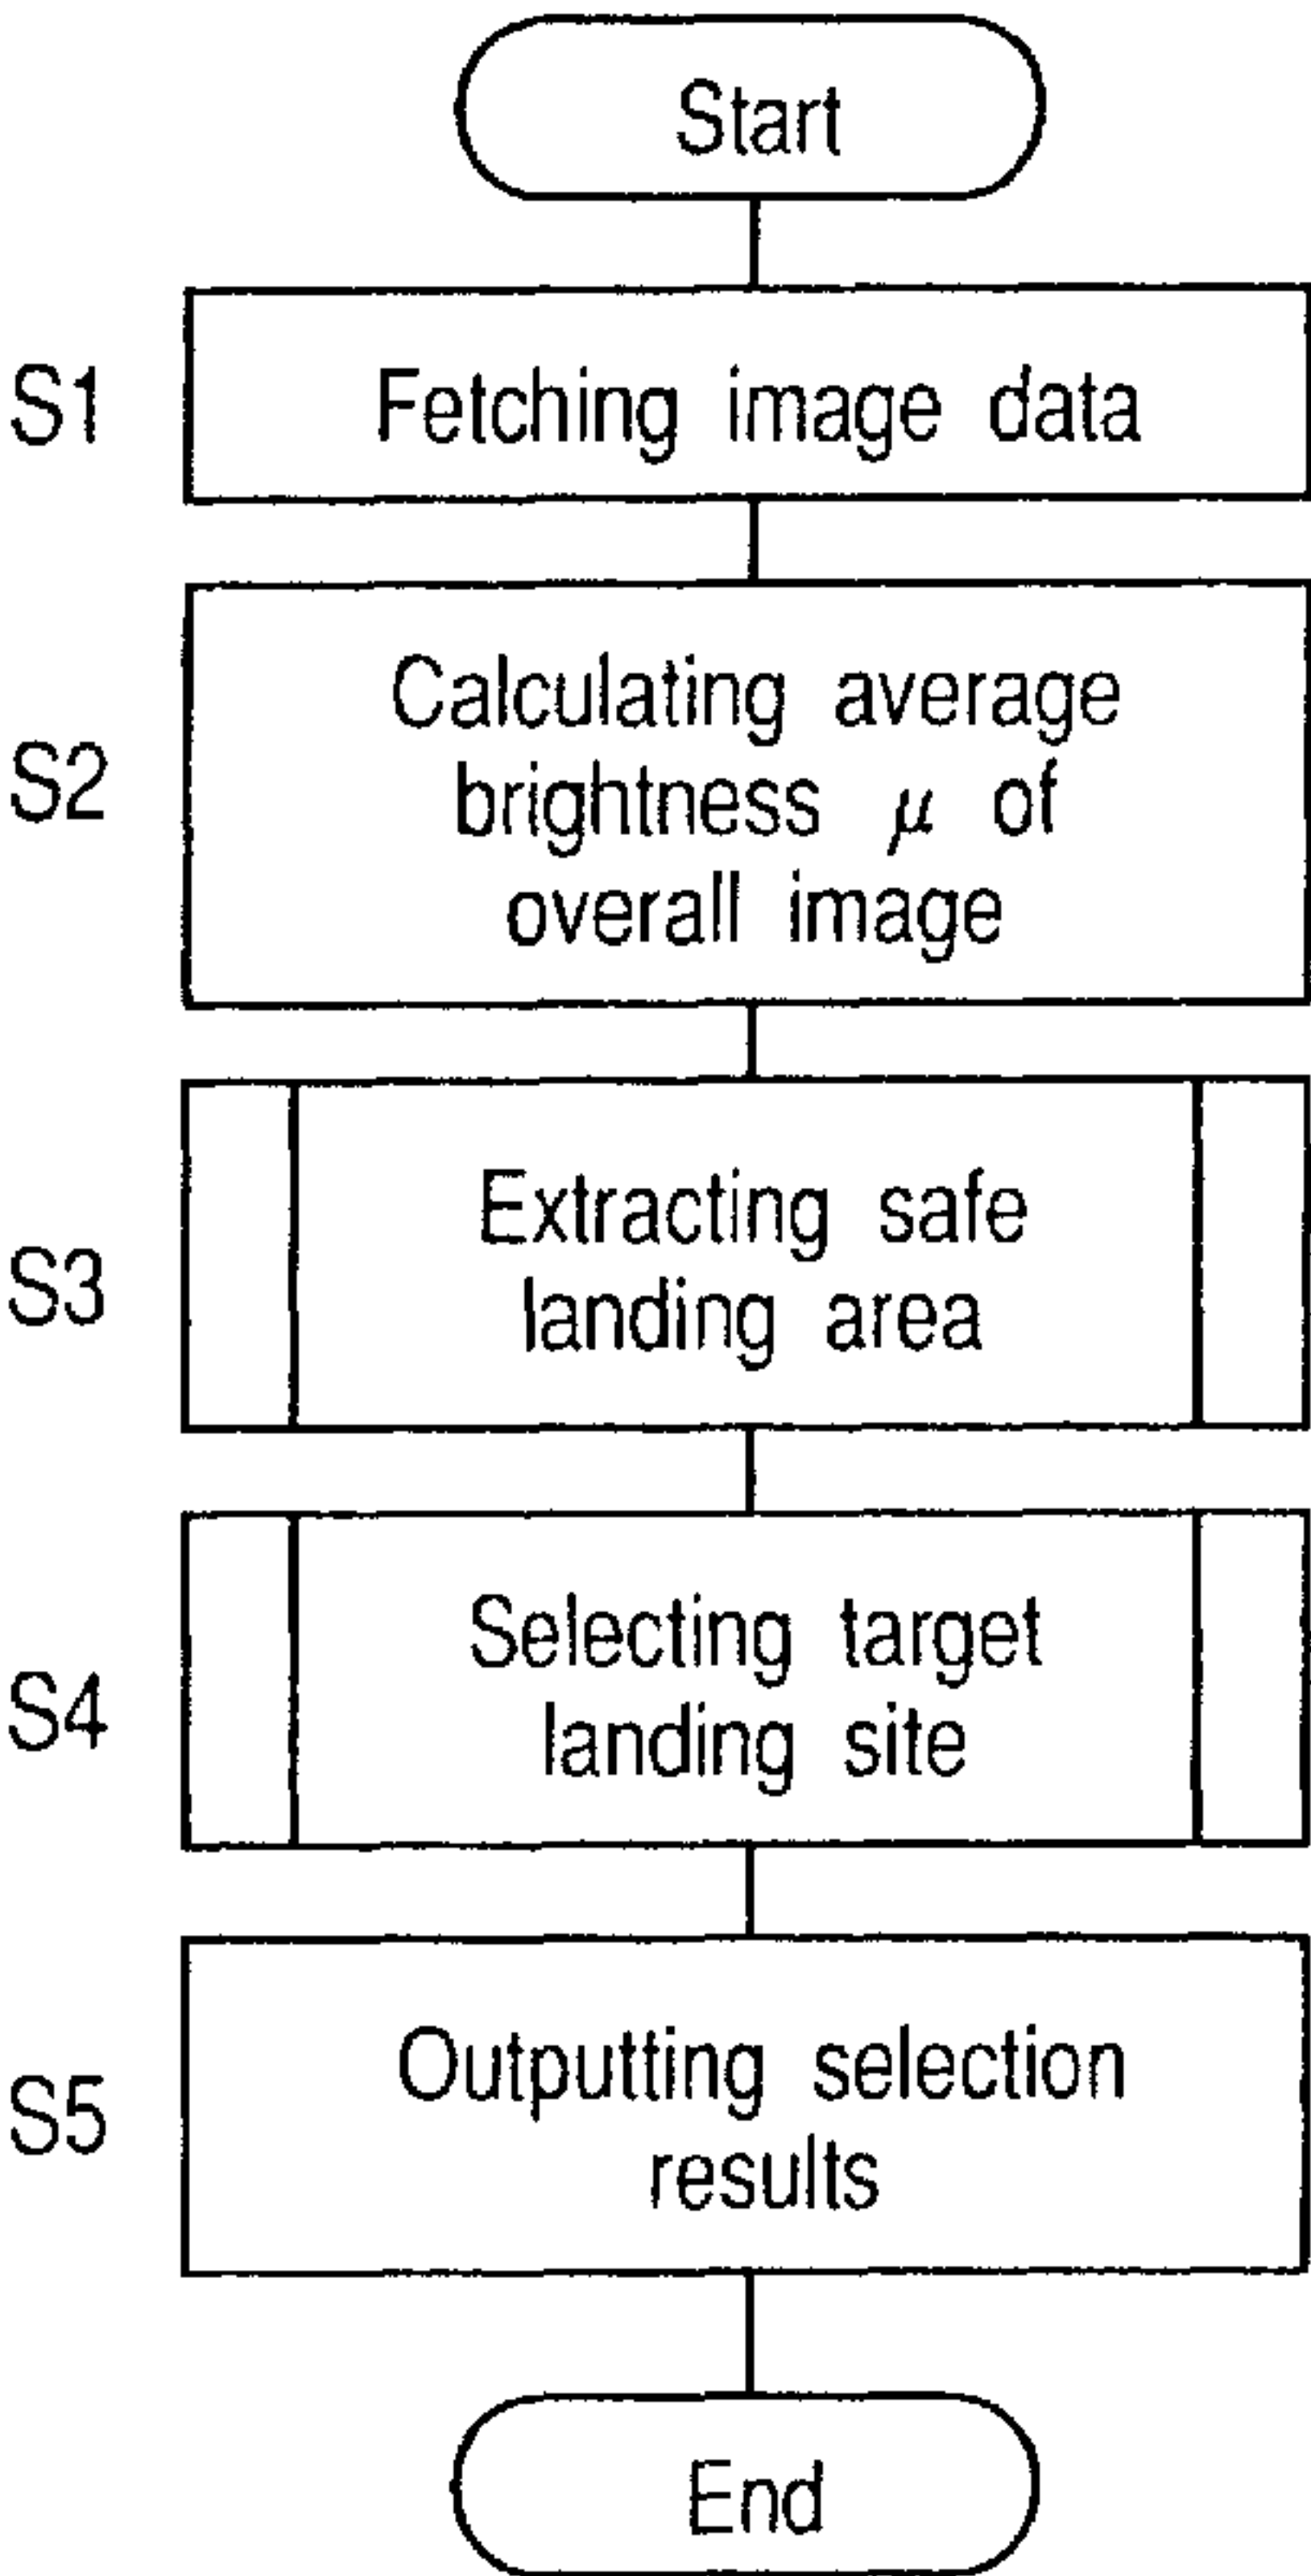 Start
S1
Fetching image data
S2
Calculating average
brightness μ of
overall image
S3
Extracting safe
landing area
S4
Selecting target
landing site
S5
Outputting selection
results
End